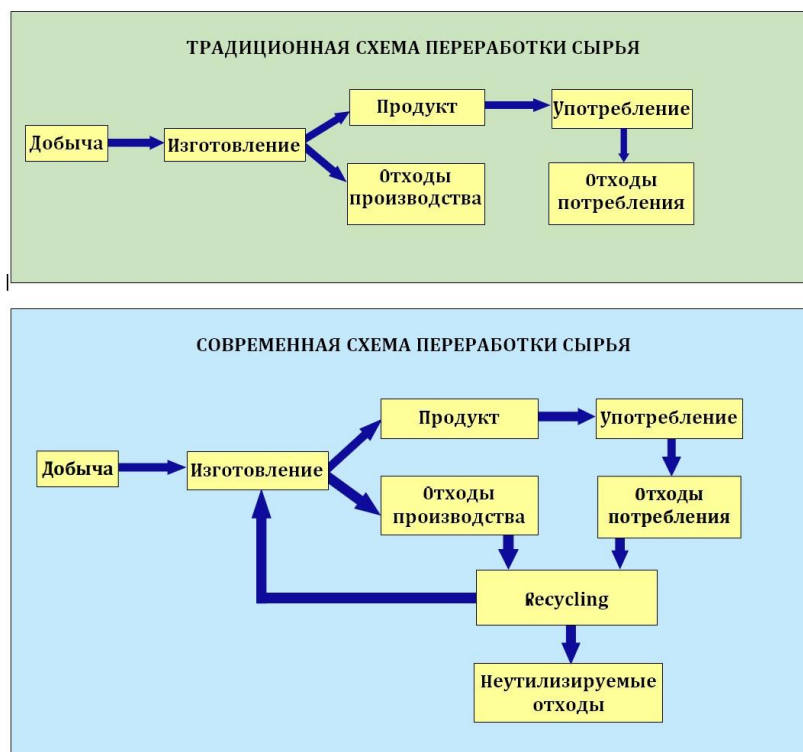 ТРАДИЦИОННАЯ СХЕМА ПЕРЕРАБОТКИ СЫРЬЯ
Добыча
Изготовление
Продукт
Употребление
Отходы
производства
Отходы
потребления
СОВРЕМЕННАЯ СХЕМА ПЕРЕРАБОТКИ СЫРЬЯ
Добыча
Изготовление
Продукт
Употребление
Отходы
производства
Отходы
потребления
Recycling
Неутилизируемые
отходы